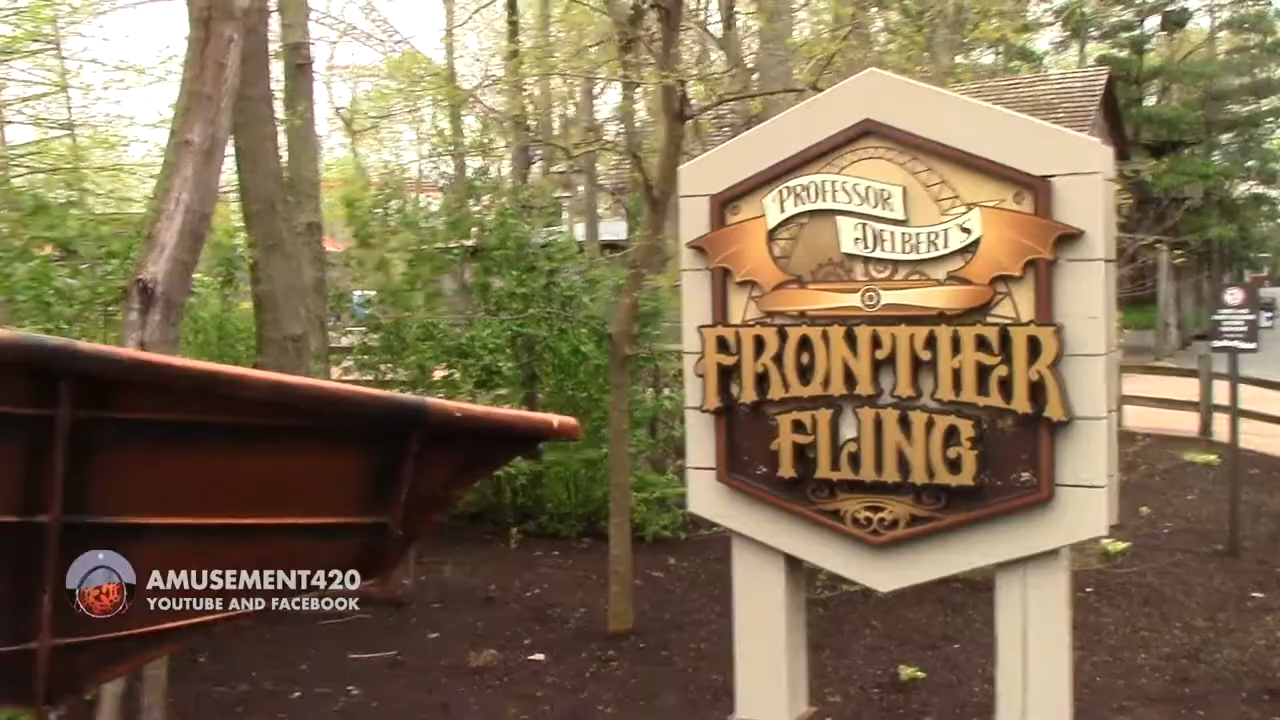 PROFESSOR
DELBERT'S
FRONTIER
FLING
AMUSEMENT420
YOUTUBE AND FACEBOOK